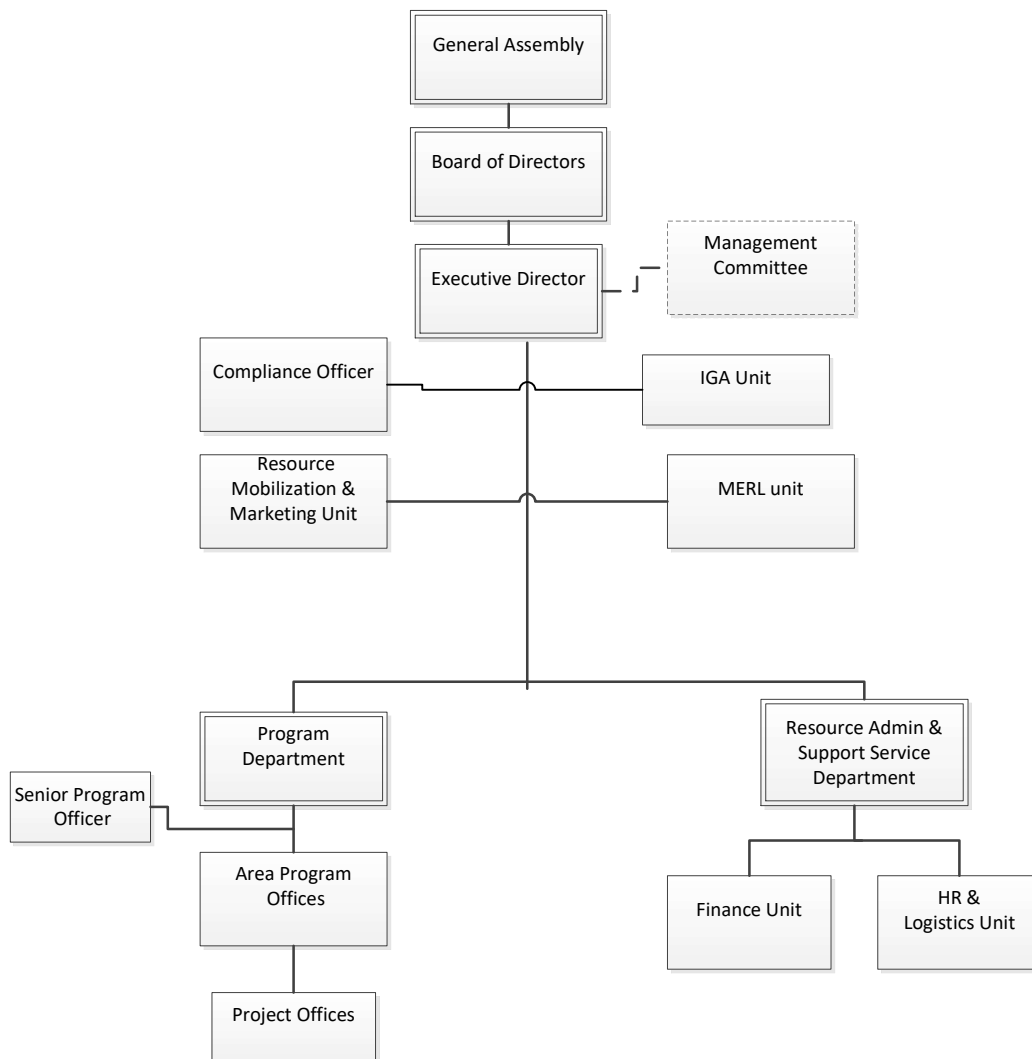 General Assembly
Board of Directors
Executive Director
Management
Committee
Compliance Officer
IGA Unit
Resource
Mobilization &
Marketing Unit
MERL unit
Program
Department
Resource Admin &
Support Service
Department
Senior Program
Officer
Area Program
Offices
Finance Unit
HR &
Logistics Unit
Project Offices